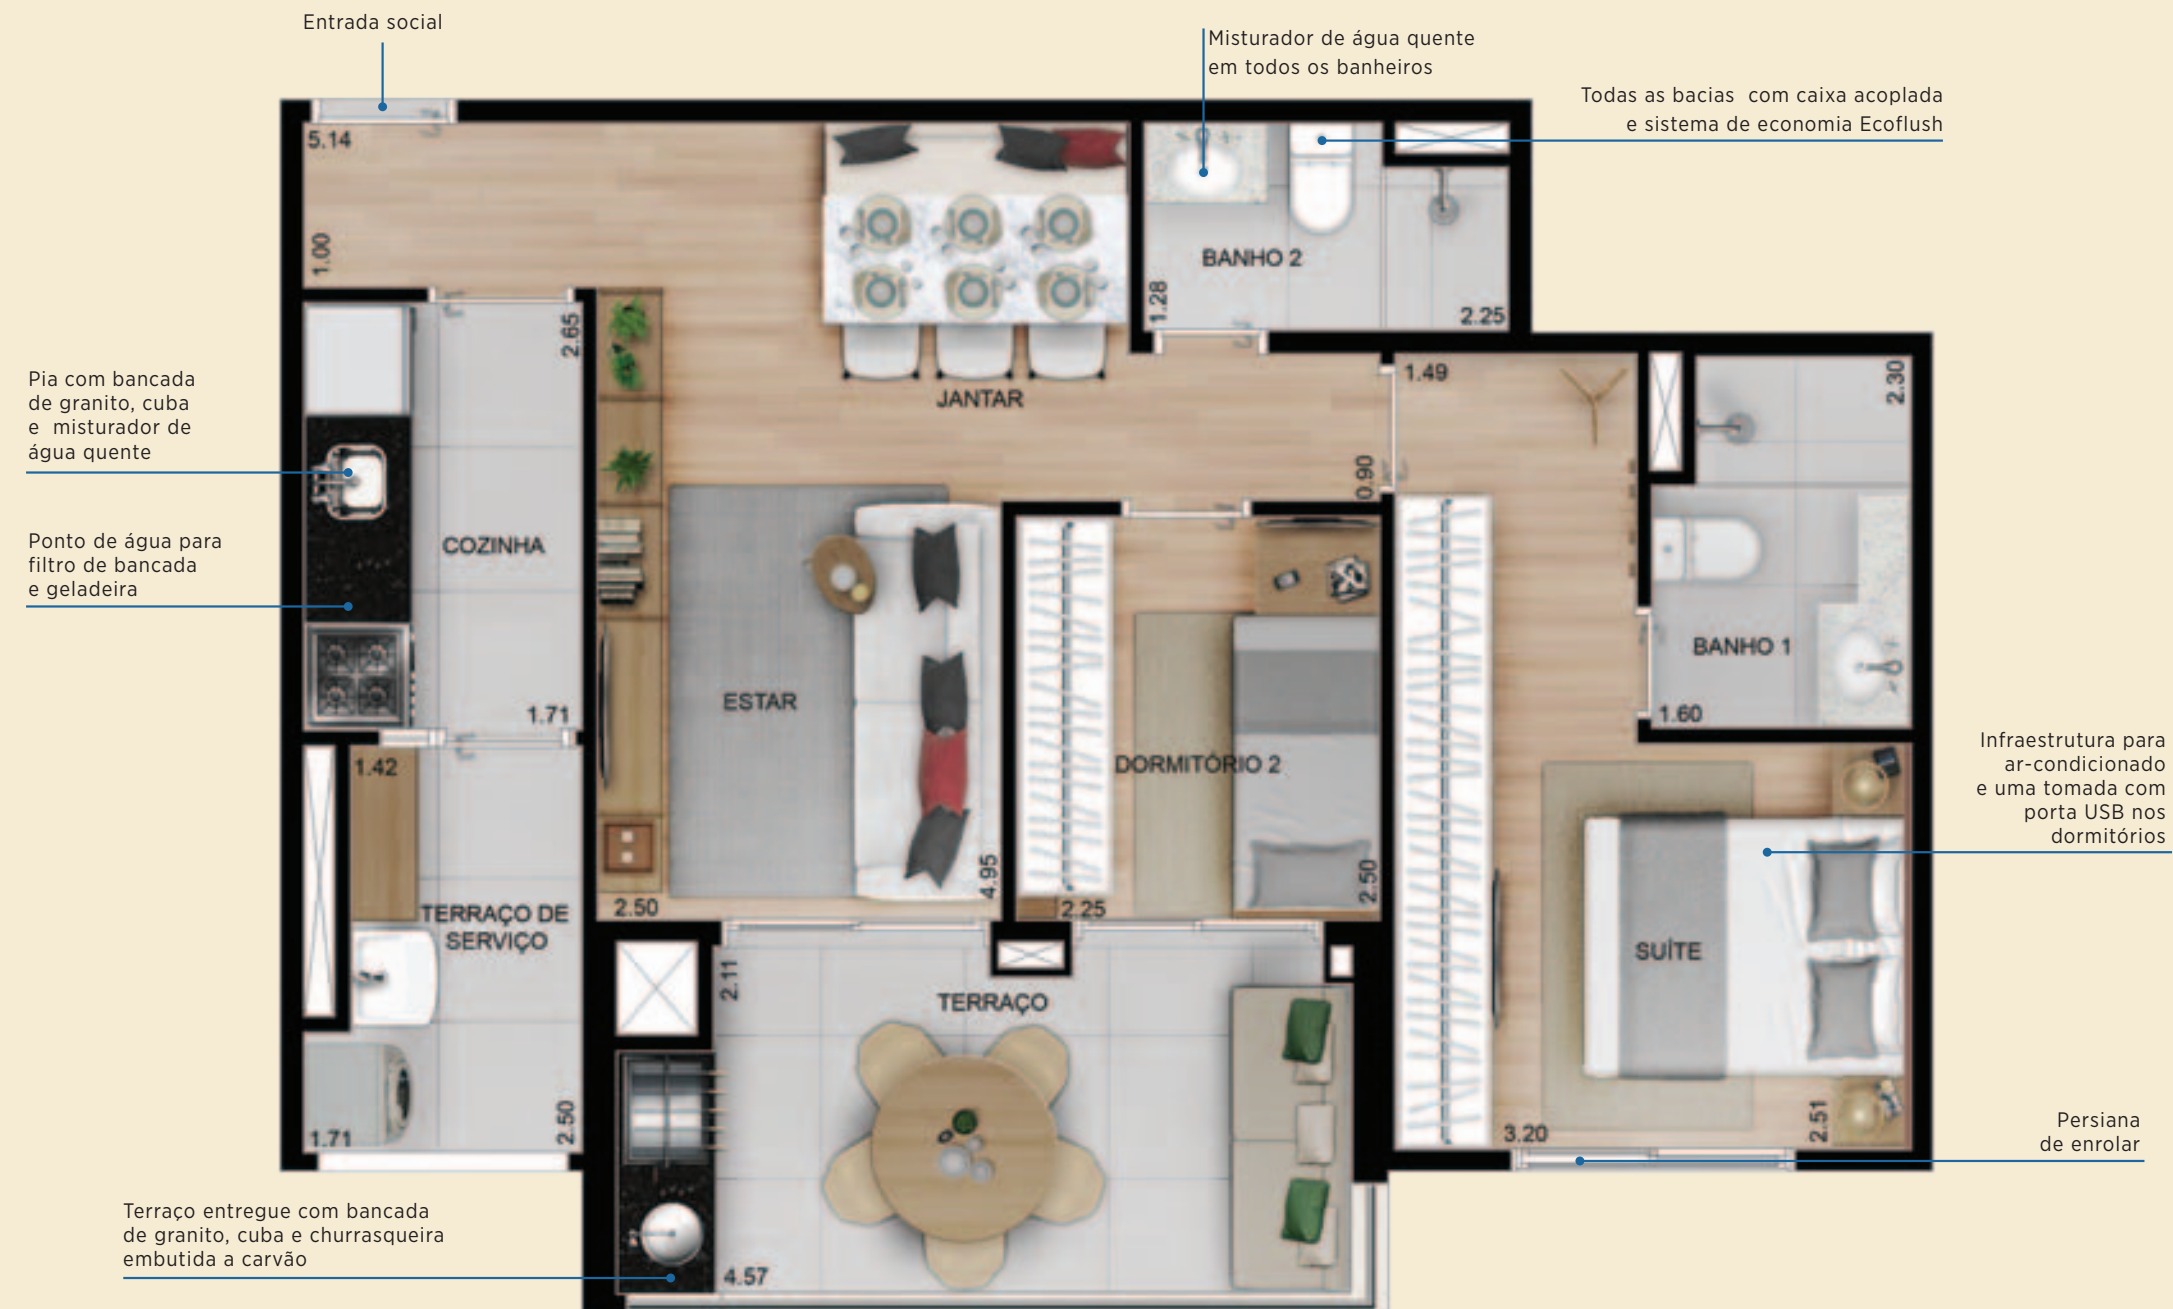 Entrada social
Misturador de água quente
em todos os banheiros
Todas as bacias  com caixa acoplada
e sistema de economia Ecoflush
5.14
1.00
BANHO 2
1.28
2.25
2.65
JANTAR
1.49
0.90
2.30
Pia com bancada
de granito, cuba
e  misturador de
água quente
Ponto de água para
filtro de bancada
e geladeira
COZINHA
1.71
ESTAR
4.95
2.50
DORMITÓRIO 2
2.25
2.50
BANHO 1
1.60
Infraestrutura para
ar-condicionado
e uma tomada com
porta USB nos
dormitórios
1.42
TERRAÇO DE
SERVIÇO
1.71
2.50
2.11
TERRAÇO
4.57
SUÍTE
3.20
2.51
Persiana
de enrolar
Terraço entregue com bancada
de granito, cuba e churrasqueira
embutida a carvão